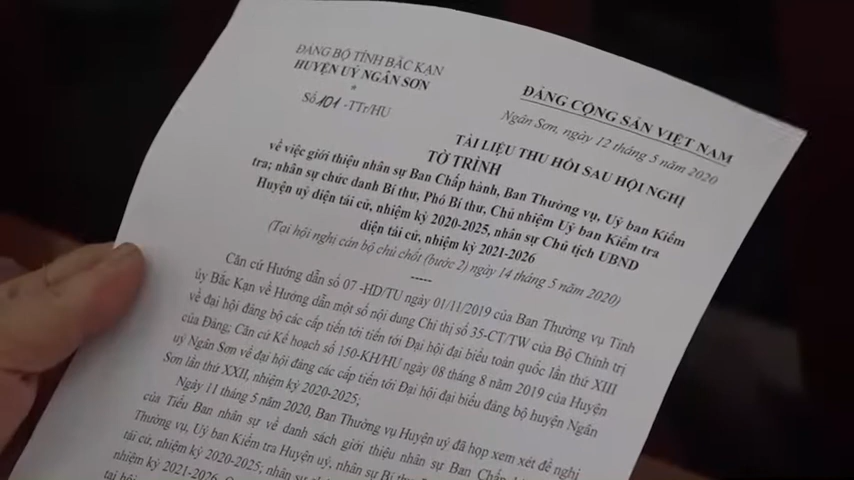 ĐẢNG BỘ TỈNH BẮC KẠN
HUYỆN UỶ NGÂN SƠN
*
Số 101 -TTr/HU
ĐẢNG CỘNG SẢN VIỆT NAM
Ngân Sơn, ngày 12 tháng 5 năm 2020
TÀI LIỆU THU HỒI SAU HỘI NGHỊ
TỜ TRÌNH
về việc giới thiệu nhân sự Ban Chấp hành, Ban Thường vụ, Uỷ ban Kiểm
tra; nhân sự chức danh Bí thư, Phó Bí thư, Chủ nhiệm Uỷ ban Kiểm tra
Huyện uỷ diện tái cử, nhiệm kỳ 2020-2025, nhân sự Chủ tịch UBND
diện tái cử, nhiệm kỳ 2021-2026
(Tại hội nghị cán bộ chủ chốt (bước 2) ngày 14 tháng 5 năm 2020)
-----
Căn cứ Hướng dẫn số 07 -HD/TU ngày 01/11/2019 của Ban Thường vụ Tỉnh
ủy Bắc Kạn về Hướng dẫn một số nội dung Chỉ thị số 35-CT/TW của Bộ Chính trị
về đại hội đảng bộ các cấp tiến tới tiến tới Đại hội đại biểu toàn quốc lần thứ XIII
của Đảng; Căn cứ Kế hoạch số 150-KH/HU ngày 08 tháng 8 năm 2019 của Huyện
uỷ Ngân Sơn về đại hội đảng các cấp tiến tới Đại hội đại biểu đảng bộ huyện Ngân
Sơn lần thứ XXII, nhiệm kỳ 2020-2025;
Ngày 11 tháng 5 năm 2020, Ban Thường vụ Huyện uỷ đã họp xem xét đề nghị
của Tiểu Ban nhân sự về danh sách giới thiệu nhân sự Ban Chấp
Thường vụ, Uỷ ban Kiểm tra Huyện uỷ, nhân sự Bí
tái cử, nhiệm kỳ 2020-2025; nhân sự
nhiệm kỳ 2021-2026
tại hội